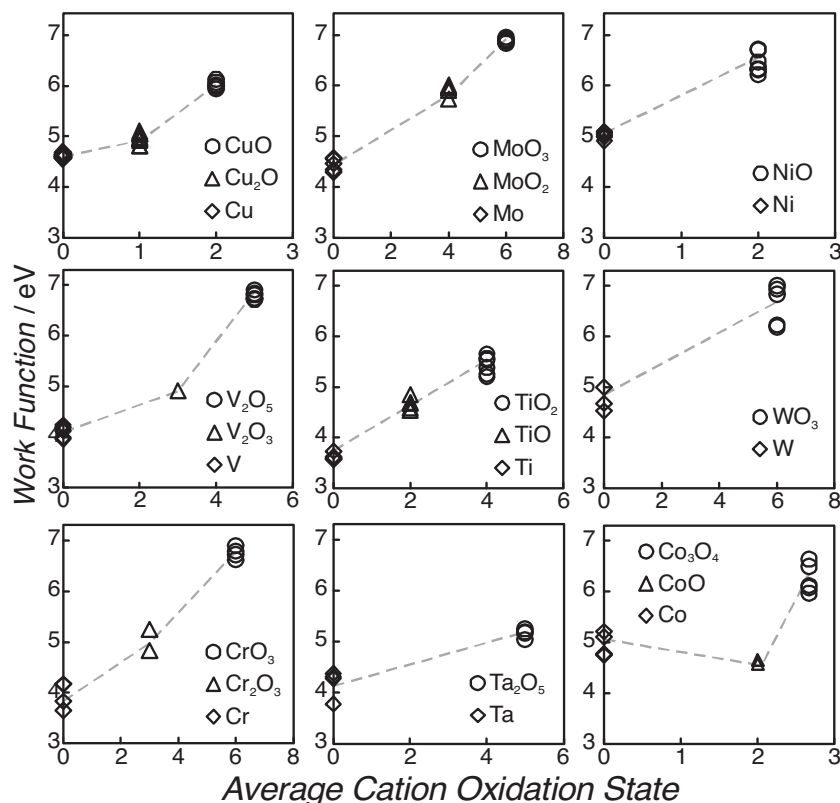 7
6
5
4
3
0 1 2 3
CuO
Cu₂O
Cu
7
6
5
4
3
0 2 4 6 8
MoO₃
MoO₂
Mo
7
6
5
4
3
0 1 2 3
NiO
Ni
7
6
5
4
3
0 2 4 6
V₂O₅
V₂O₃
V
7
6
5
4
3
0 2 4 6
TiO₂
TiO
Ti
7
6
5
4
3
0 2 4 6 8
WO₃
W
7
6
5
4
3
0 2 4 6 8
CrO₃
Cr₂O₃
Cr
7
6
5
4
3
0 2 4 6
Ta₂O₅
Ta
7
6
5
4
3
0 1 2 3
Co₃O₄
CoO
Co
Work Function / eV
Average Cation Oxidation State